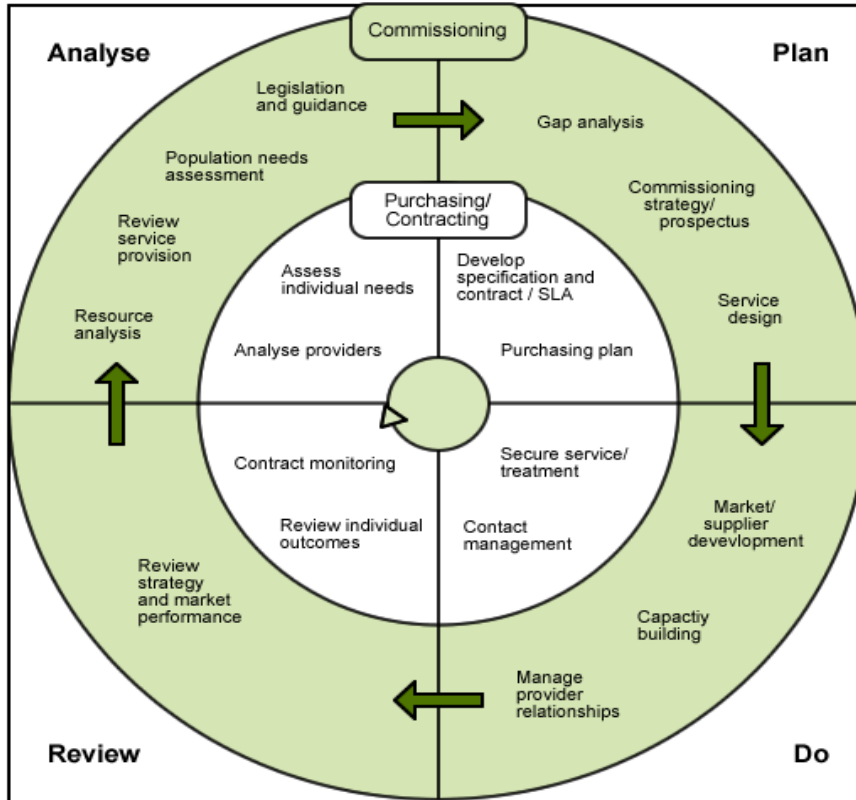 Commissioning
Analyse
Plan
Legislation
and guidance
Gap analysis
Population needs
assessment
Commissioning
strategy/
prospectus
Purchasing/
Contracting
Review
service
provision
Assess
individual needs
Develop
specification and
contract / SLA
Resource
analysis
Service
design
Analyse providers
Purchasing plan
Contract monitoring
Secure service/
treatment
Review individual
outcomes
Contact
management
Market/
supplier
devevlopment
Review
strategy
and market
performance
Capactiy
building
Manage
provider
relationships
Review
Do